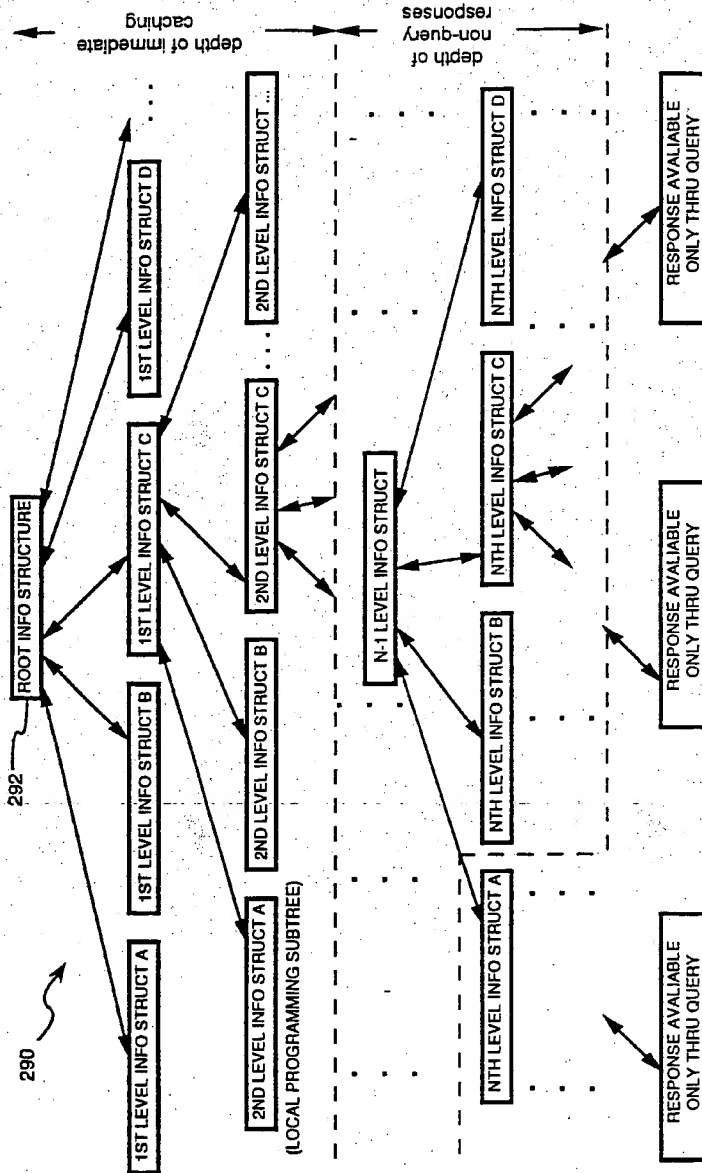 290
292
ROOT INFO STRUCTURE
1ST LEVEL INFO STRUCT A
1ST LEVEL INFO STRUCT B
1ST LEVEL INFO STRUCT C
1ST LEVEL INFO STRUCT D
. . .
depth of immediate
caching
2ND LEVEL INFO STRUCT A
(LOCAL PROGRAMMING SUBTREE)
2ND LEVEL INFO STRUCT B
2ND LEVEL INFO STRUCT C
. . .
2ND LEVEL INFO STRUCT ...
N-1 LEVEL INFO STRUCT
depth of
non-query
responses
NTH LEVEL INFO STRUCT A
NTH LEVEL INFO STRUCT B
NTH LEVEL INFO STRUCT C
NTH LEVEL INFO STRUCT D
RESPONSE AVALIABLE
ONLY THRU QUERY
RESPONSE AVALIABLE
ONLY THRU QUERY
RESPONSE AVALIABLE
ONLY THRU QUERY